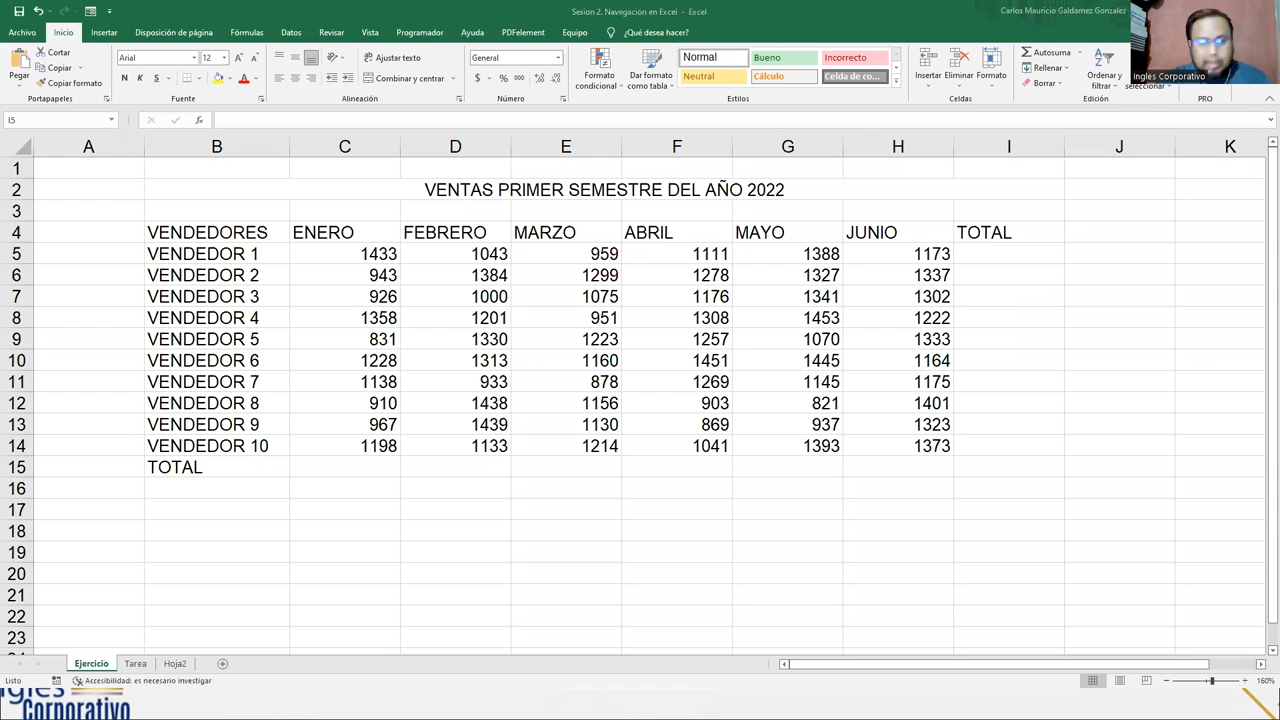 Sesion 2. Navegación en Excel - Excel
Carlos Mauricio Galdamez Gonzalez
Archivo Inicio Insertar Disposición de página Fórmulas Datos Revisar Vista Programador Ayuda PDFelement Equipo ¿Qué desea hacer?
Pegar
Cortar
Copiar
Copiar formato
Portapapeles
Arial 12
N K S
Fuente
Ajustar texto
Combinar y centrar
Alineación
General
$ % 000
Número
Formato condicional
Dar formato como tabla
Normal Bueno Incorrecto
Neutral Cálculo Celda de co...
Estilos
Insertar Eliminar Formato
Celdas
Autosuma
Rellenar
Borrar
Ordenar y filtrar
seleccionar
Edición
PRO
Ingles Corporativo
I5
fx
A B C D E F G H I J K
1
2 VENTAS PRIMER SEMESTRE DEL AÑO 2022
3
4 VENDEDORES ENERO FEBRERO MARZO ABRIL MAYO JUNIO TOTAL
5 VENDEDOR 1 1433 1043 959 1111 1388 1173
6 VENDEDOR 2 943 1384 1299 1278 1327 1337
7 VENDEDOR 3 926 1000 1075 1176 1341 1302
8 VENDEDOR 4 1358 1201 951 1308 1453 1222
9 VENDEDOR 5 831 1330 1223 1257 1070 1333
10 VENDEDOR 6 1228 1313 1160 1451 1445 1164
11 VENDEDOR 7 1138 933 878 1269 1145 1175
12 VENDEDOR 8 910 1438 1156 903 821 1401
13 VENDEDOR 9 967 1439 1130 869 937 1323
14 VENDEDOR 10 1198 1133 1214 1041 1393 1373
15 TOTAL
16
17
18
19
20
21
22
23
Ejercicio Tarea Hoja2
Listo Accesibilidad: es necesario investigar 160%
Ingles
Corporativo